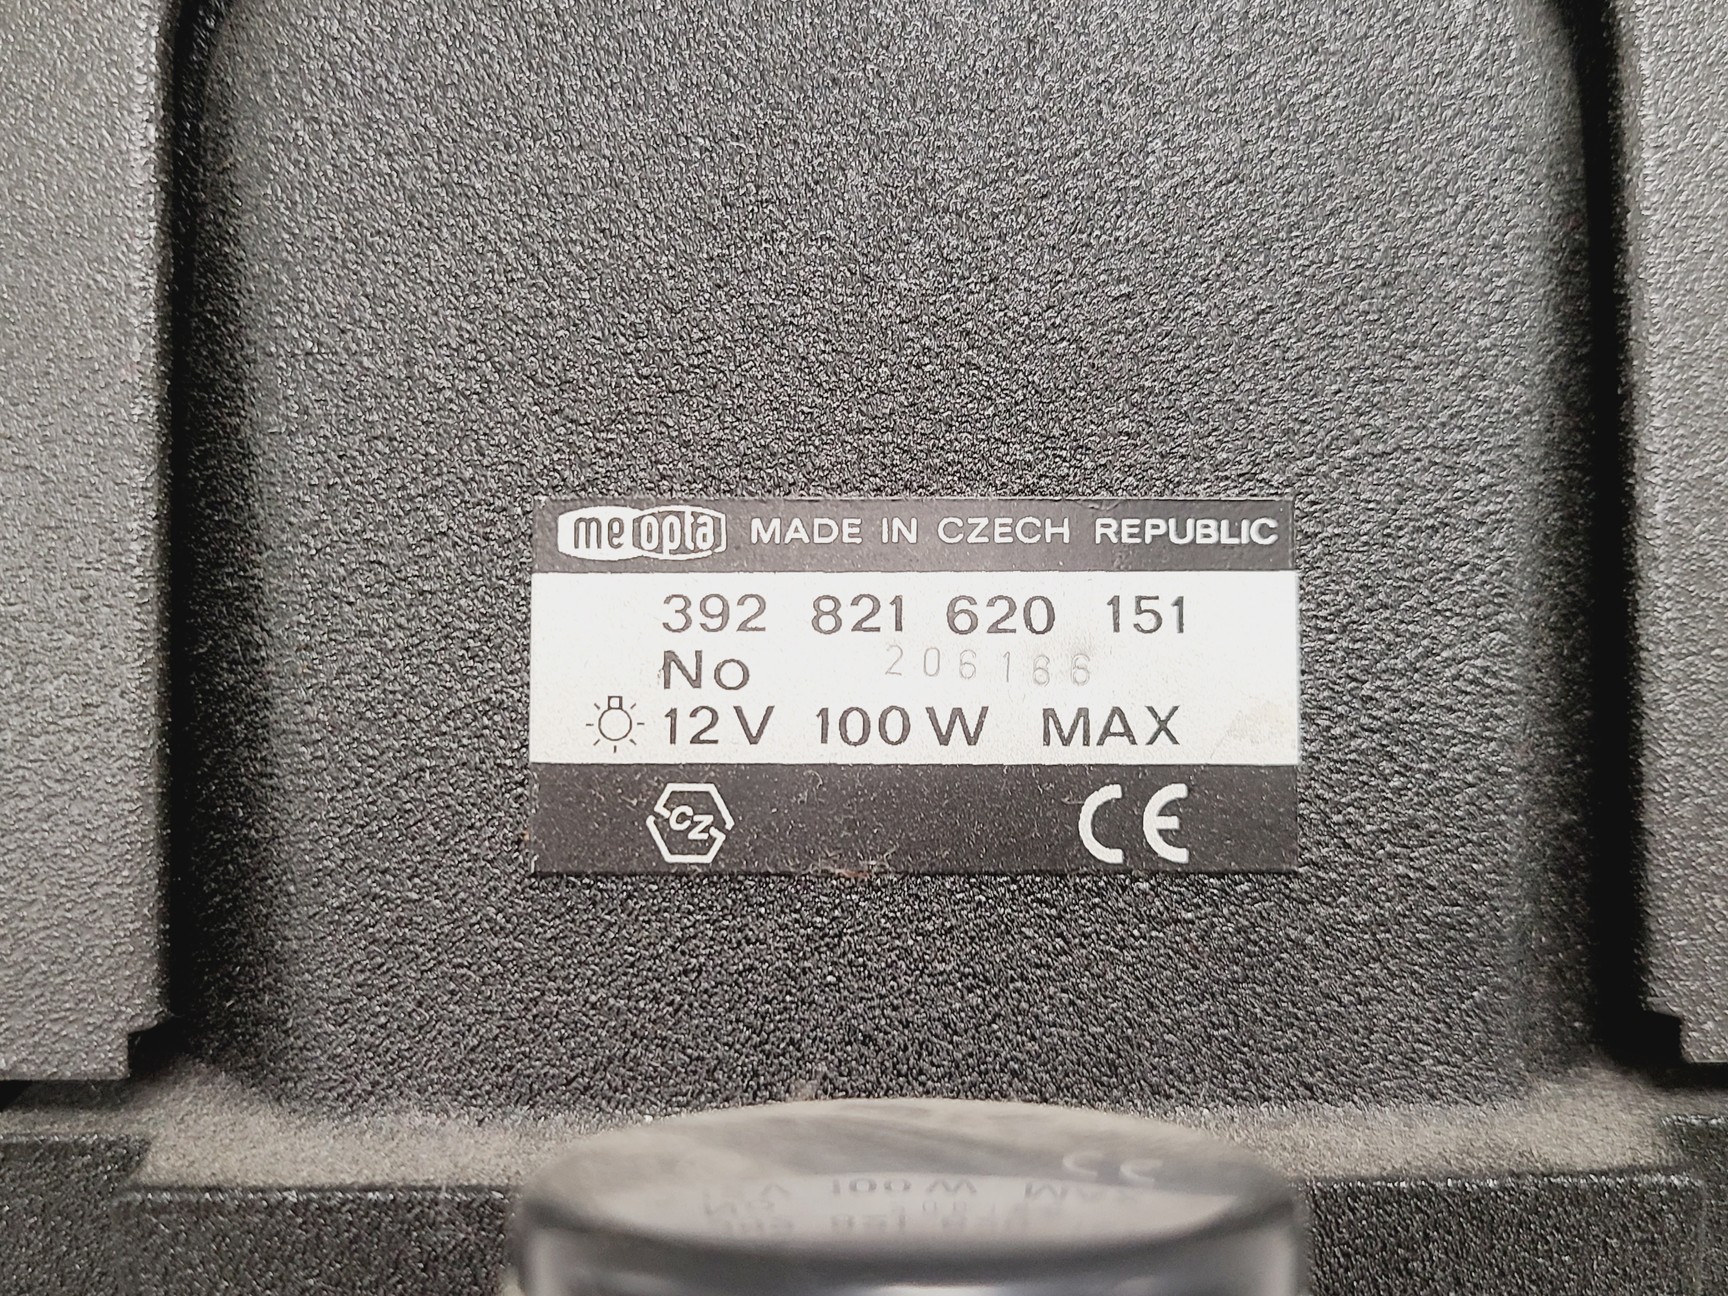 meopta MADE IN CZECH REPUBLIC
392 821 620 151
No 206166
12V 100W MAX
CZ CE